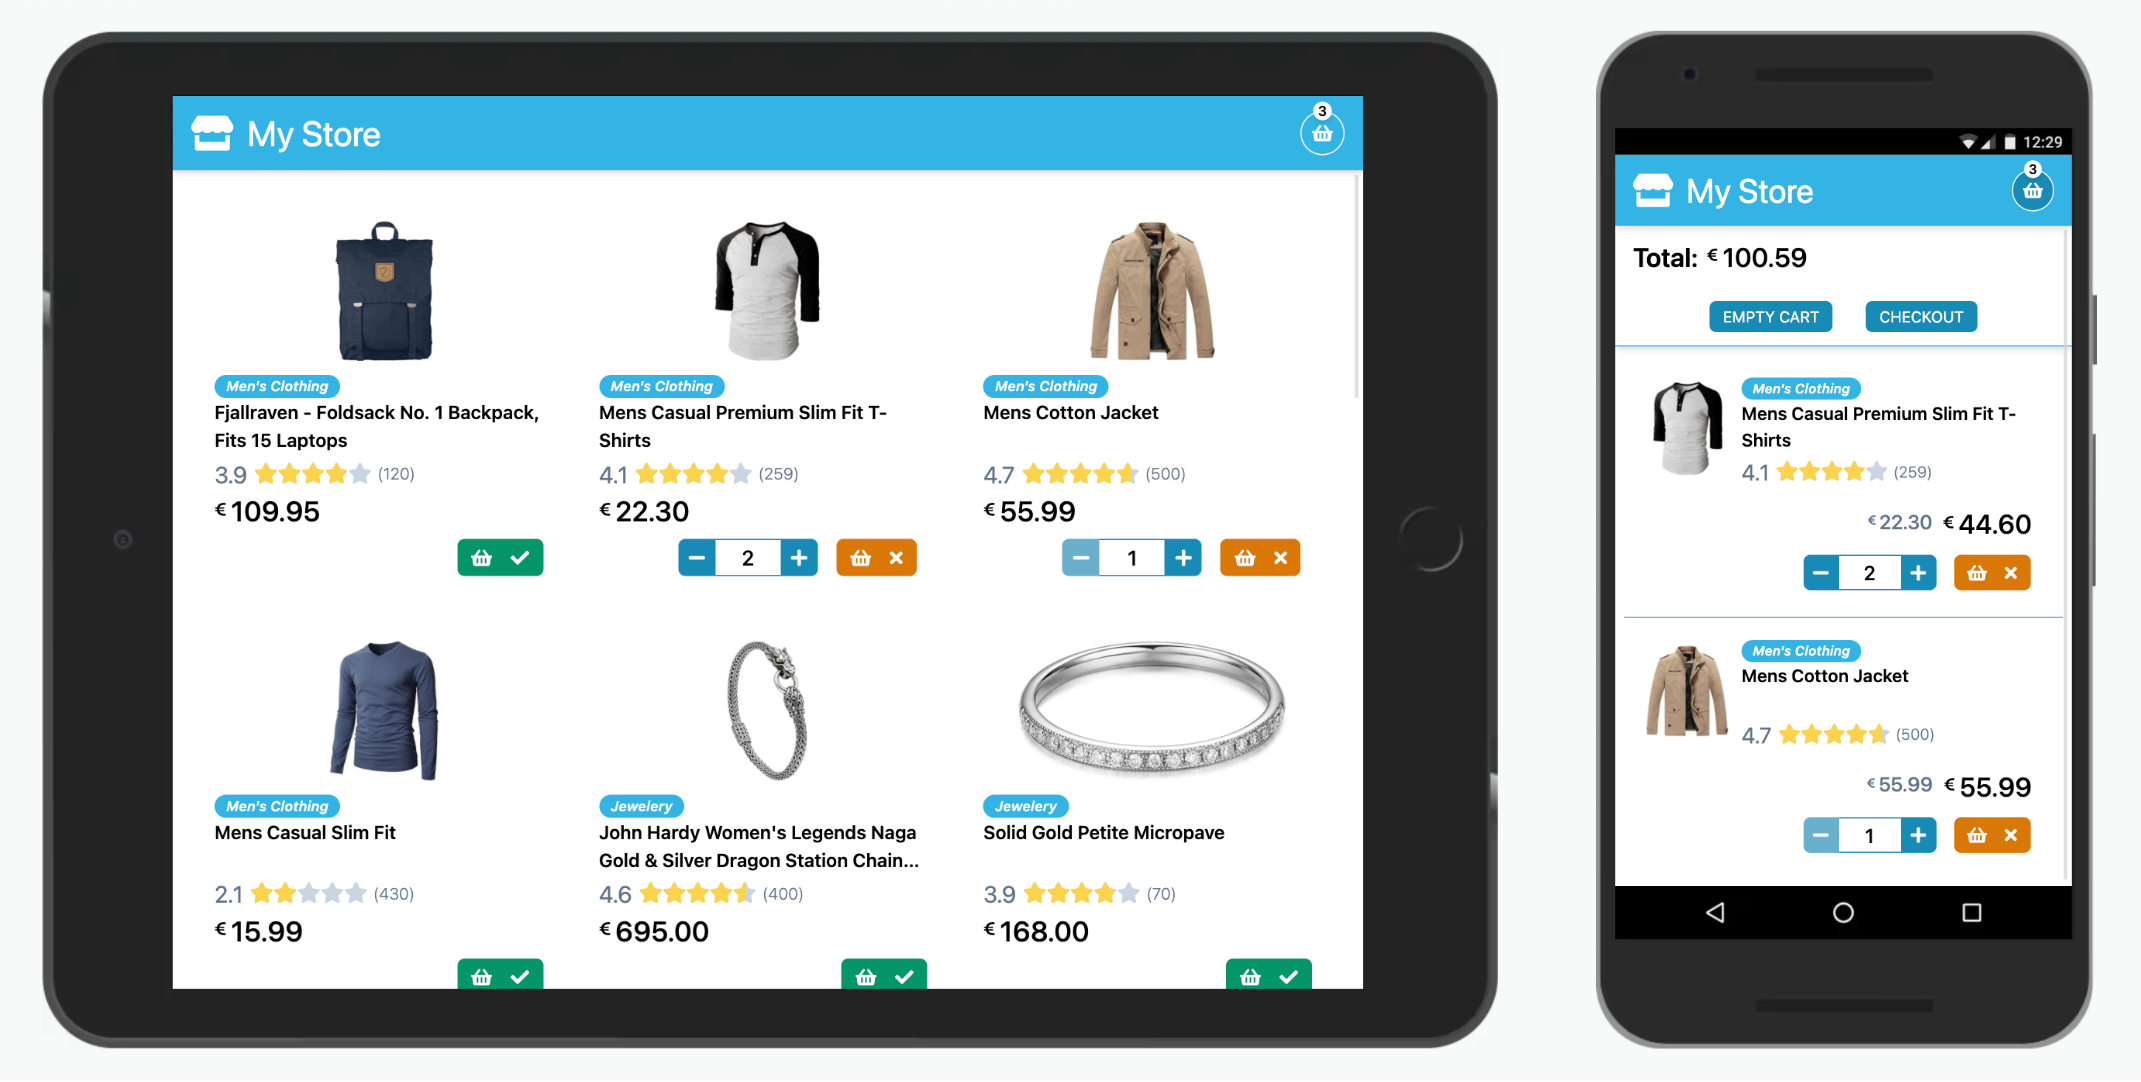 My Store
3
Men's Clothing
Fjallraven - Foldsack No. 1 Backpack,
Fits 15 Laptops
3.9 (120)
€ 109.95
Men's Clothing
Mens Casual Premium Slim Fit T-
Shirts
4.1 (259)
€ 22.30
2
Men's Clothing
Mens Cotton Jacket
4.7 (500)
€ 55.99
1
Men's Clothing
Mens Casual Slim Fit
2.1 (430)
€ 15.99
Jewelery
John Hardy Women's Legends Naga
Gold & Silver Dragon Station Chain...
4.6 (400)
€ 695.00
Jewelery
Solid Gold Petite Micropave
3.9 (70)
€ 168.00
12:29
My Store
3
Total: € 100.59
EMPTY CART CHECKOUT
Men's Clothing
Mens Casual Premium Slim Fit T-
Shirts
4.1 (259)
€ 22.30 € 44.60
2
Men's Clothing
Mens Cotton Jacket
4.7 (500)
€ 55.99 € 55.99
1